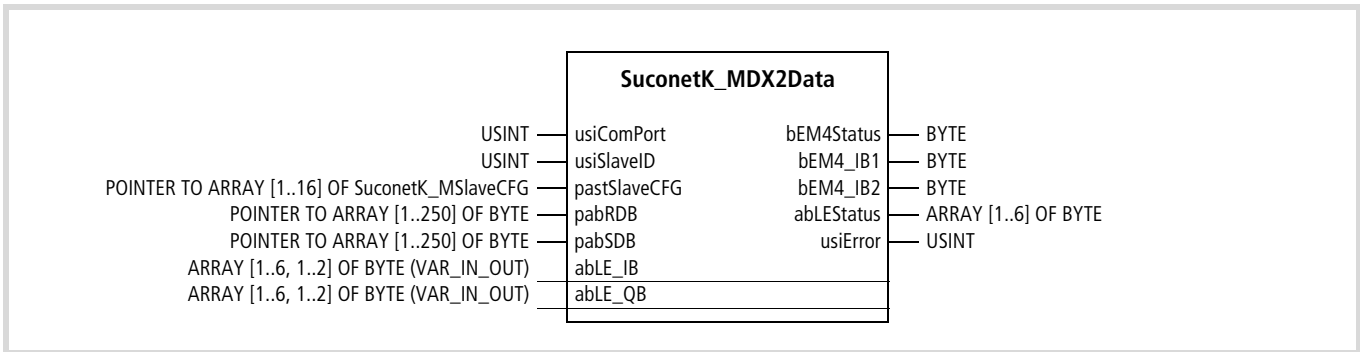 SuconetK_MDX2Data
USINT usiComPort bEM4Status BYTE
USINT usiSlaveID bEM4_IB1 BYTE
POINTER TO ARRAY [1..16] OF SuconetK_MSlaveCFG pastSlaveCFG bEM4_IB2 BYTE
POINTER TO ARRAY [1..250] OF BYTE pabRDB abLEStatus ARRAY [1..6] OF BYTE
POINTER TO ARRAY [1..250] OF BYTE pabSDB usiError USINT
ARRAY [1..6, 1..2] OF BYTE (VAR_IN_OUT) abLE_IB
ARRAY [1..6, 1..2] OF BYTE (VAR_IN_OUT) abLE_QB